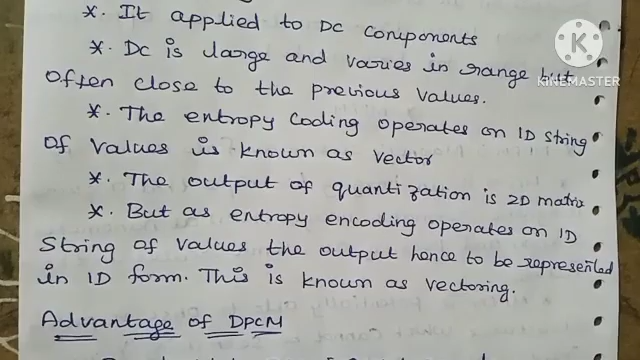 *. It applied to DC components
*. DC is large and varies in range but
Often close to the previous values.
*. The entropy coding operates on 1D string
Of values is known as vector
*. The output of quantization is 2D matrix
*. But as entropy encoding operates on 1D
String of values the output hence to be represented
in 1D form. This is known as vectoring.
Advantage of DPCM
K
KINEMASTER